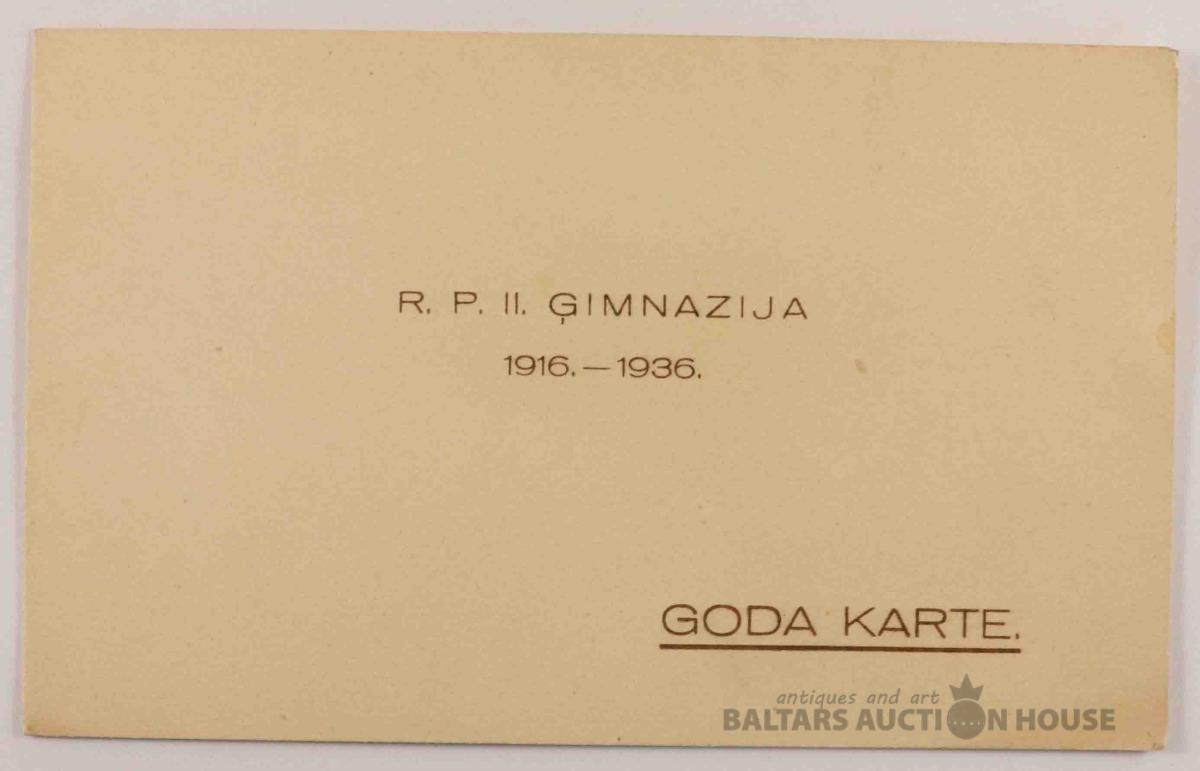 R. P. II. ĢIMNAZIJA
1916.—1936.
GODA KARTE.
antiques and art
BALTARS AUCTION HOUSE